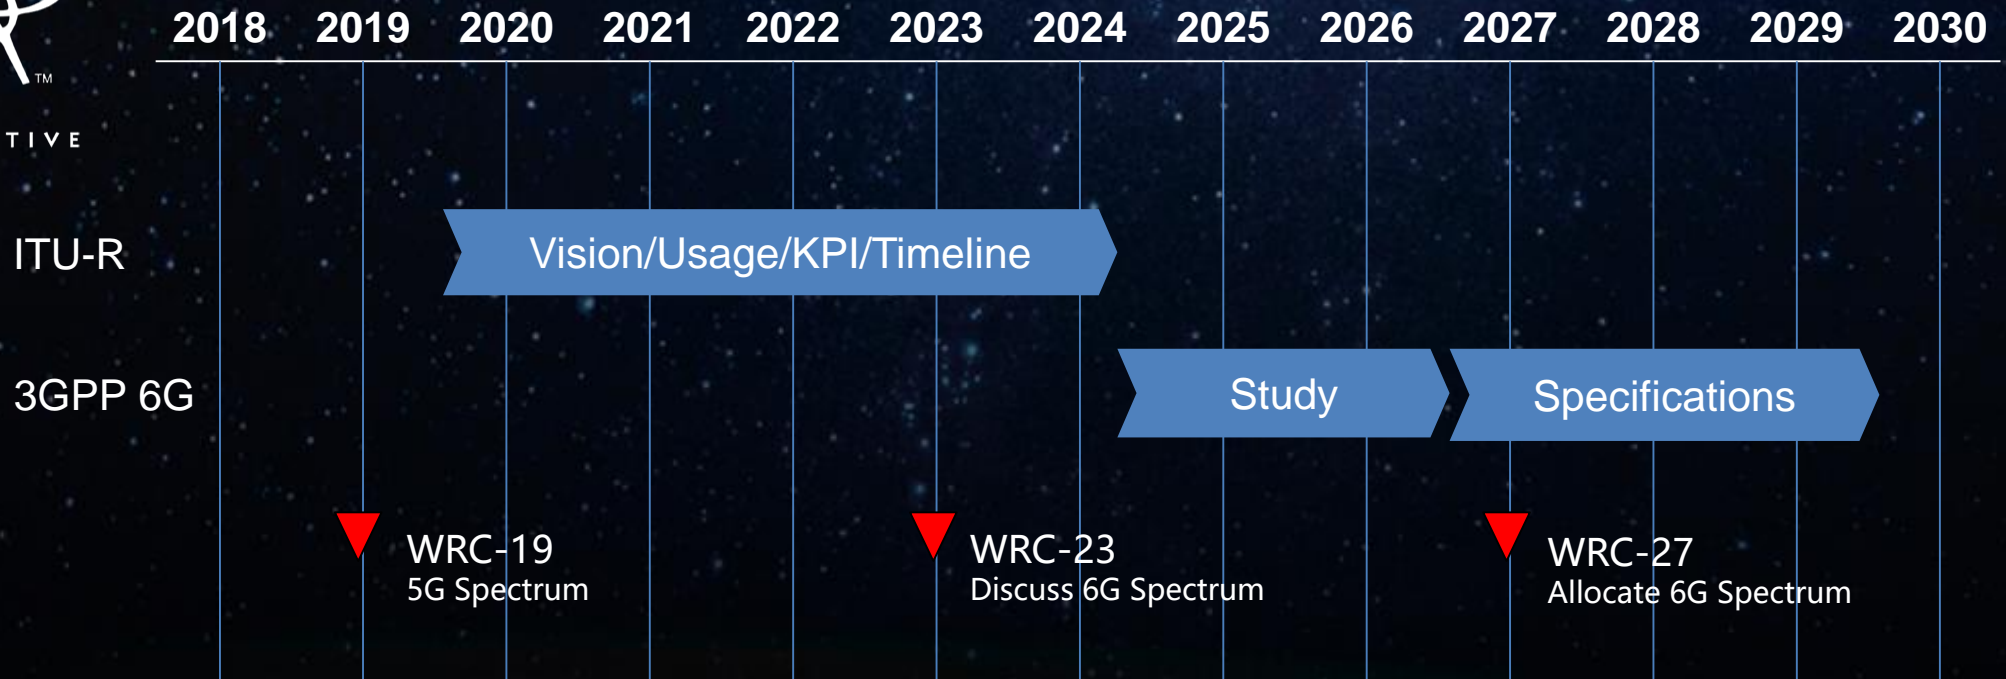 2018 2019 2020 2021 2022 2023 2024 2025 2026 2027 2028 2029 2030
TM
TIVE
ITU-R
Vision/Usage/KPI/Timeline
3GPP 6G
Study
Specifications
WRC-19
5G Spectrum
WRC-23
Discuss 6G Spectrum
WRC-27
Allocate 6G Spectrum